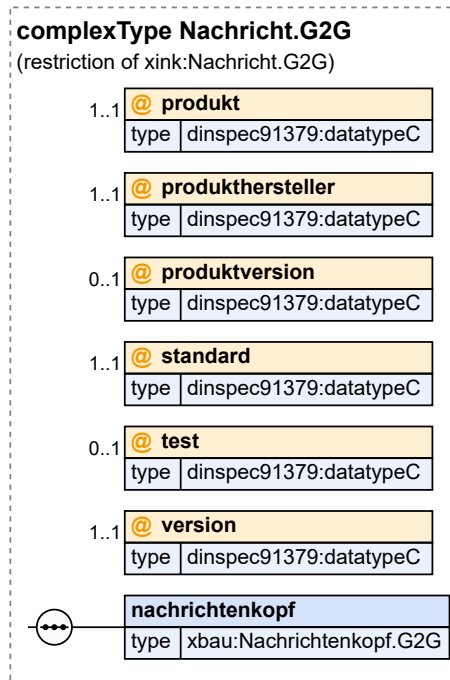 complexType Nachricht.G2G
(restriction of xink:Nachricht.G2G)
1..1 @ produkt
type dinspec91379:datatypeC
1..1 @ produkthersteller
type dinspec91379:datatypeC
0..1 @ produktversion
type dinspec91379:datatypeC
1..1 @ standard
type dinspec91379:datatypeC
0..1 @ test
type dinspec91379:datatypeC
1..1 @ version
type dinspec91379:datatypeC
nachrichtenkopf
type xbau:Nachrichtenkopf.G2G